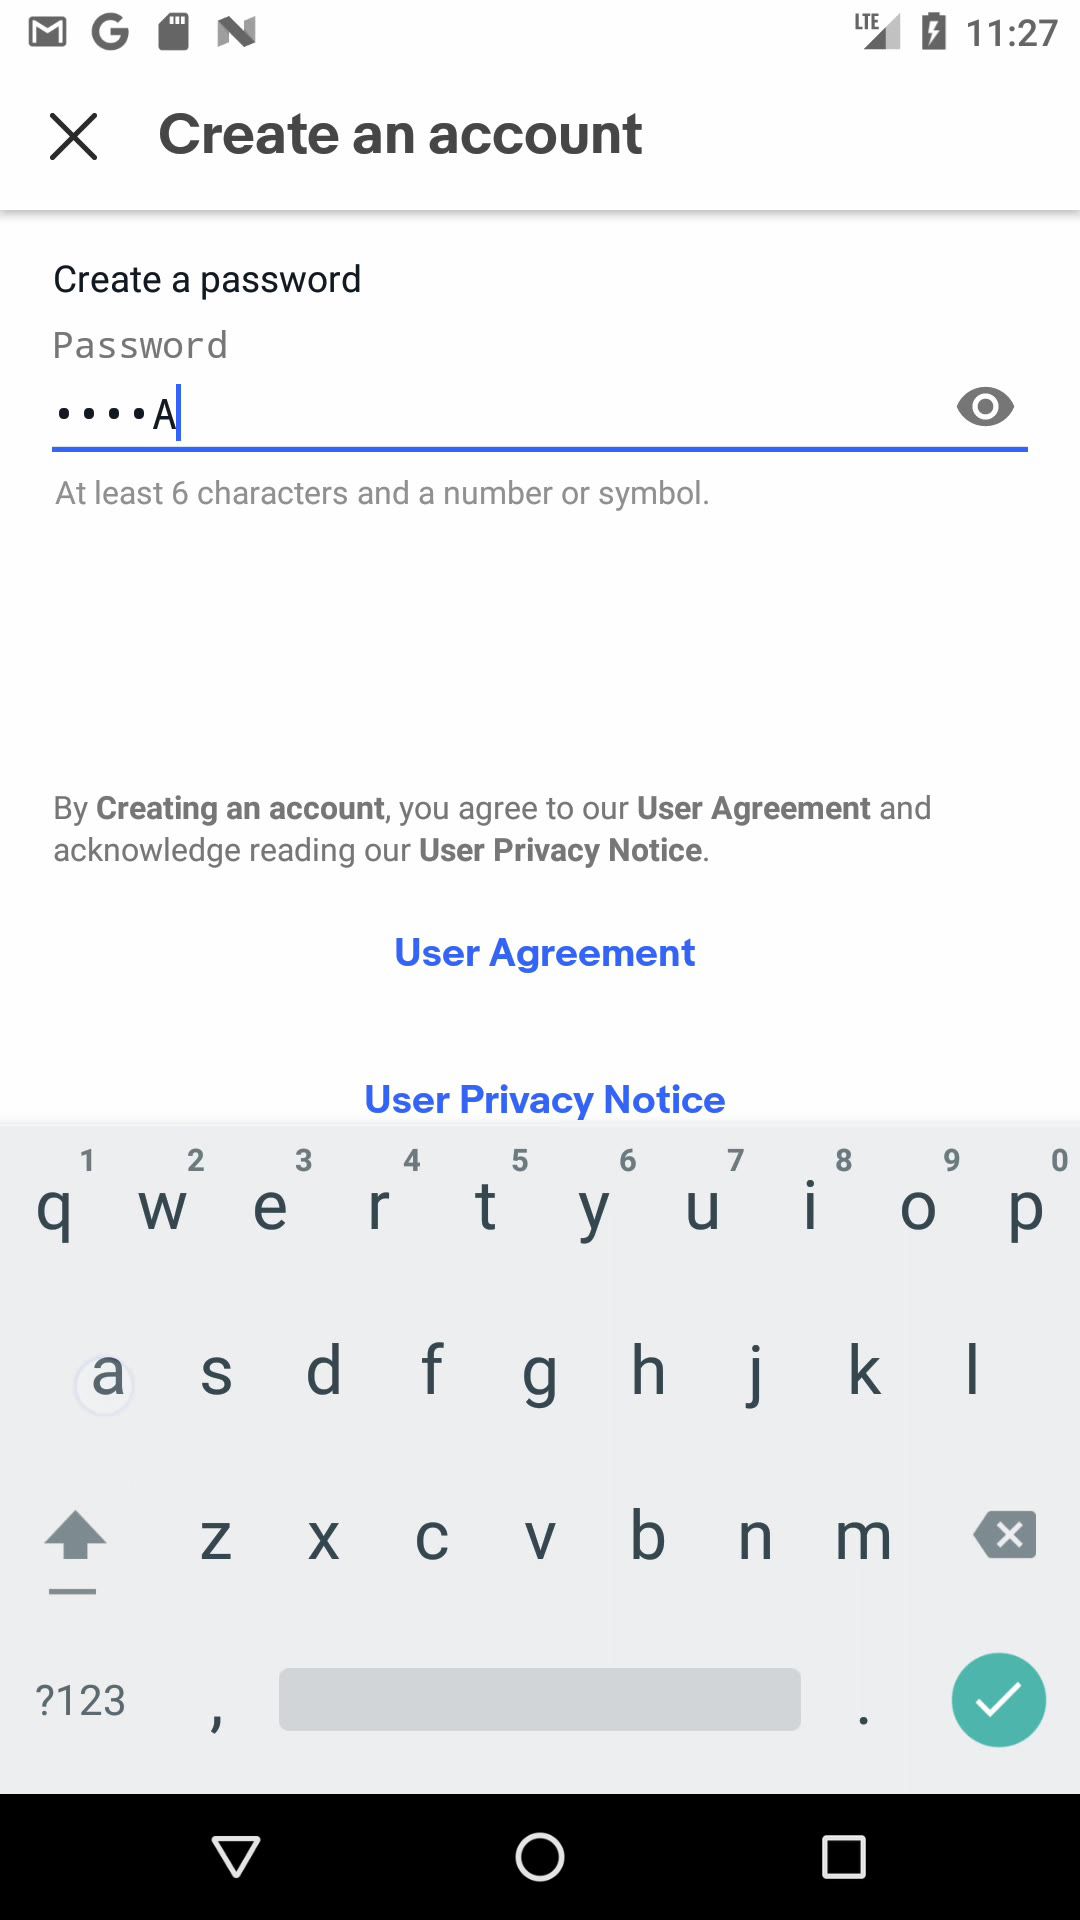 LTE 11:27
Create an account
Create a password
Password
••••A
At least 6 characters and a number or symbol.
By Creating an account, you agree to our User Agreement and
acknowledge reading our User Privacy Notice.
User Agreement
User Privacy Notice
1 2 3 4 5 6 7 8 9 0
q w e r t y u i o p
a s d f g h j k l
z x c v b n m
?123 , .